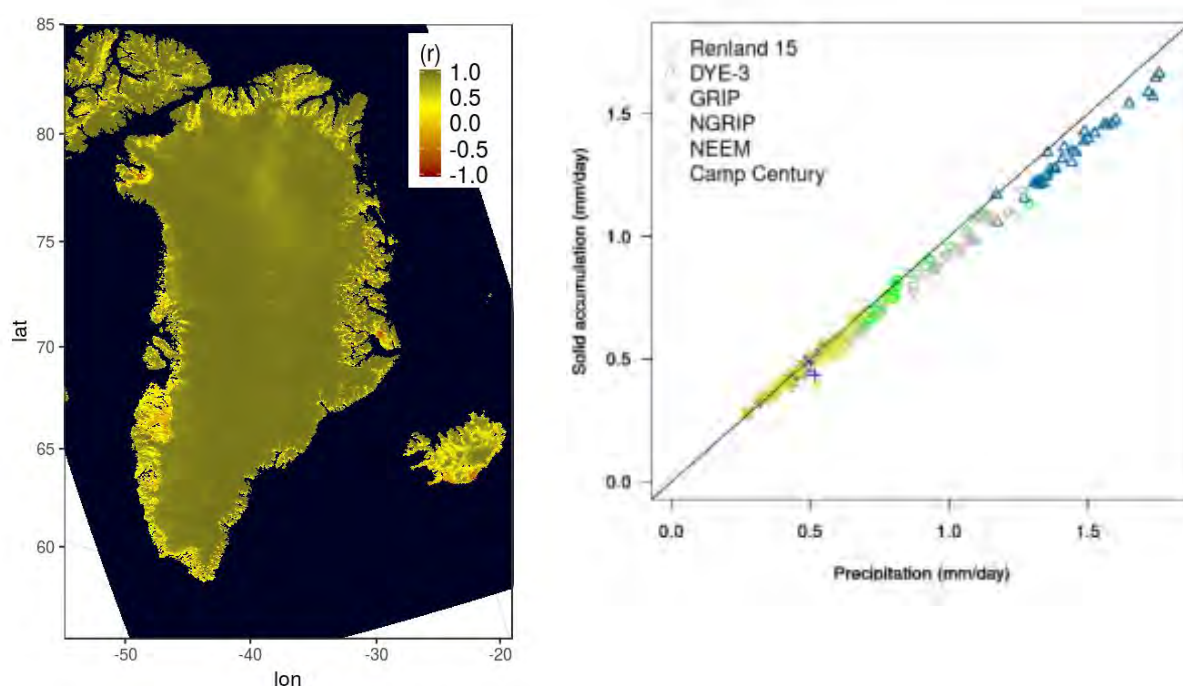 85
80
75
70
65
60
lat
-50
-40
-30
-20
lon
(r)
1.0
0.5
0.0
-0.5
-1.0
Renland 15
DYE-3
GRIP
NGRIP
NEEM
Camp Century
1.5
1.0
0.5
0.0
Solid accumulation (mm/day)
0.0
0.5
1.0
1.5
Precipitation (mm/day)